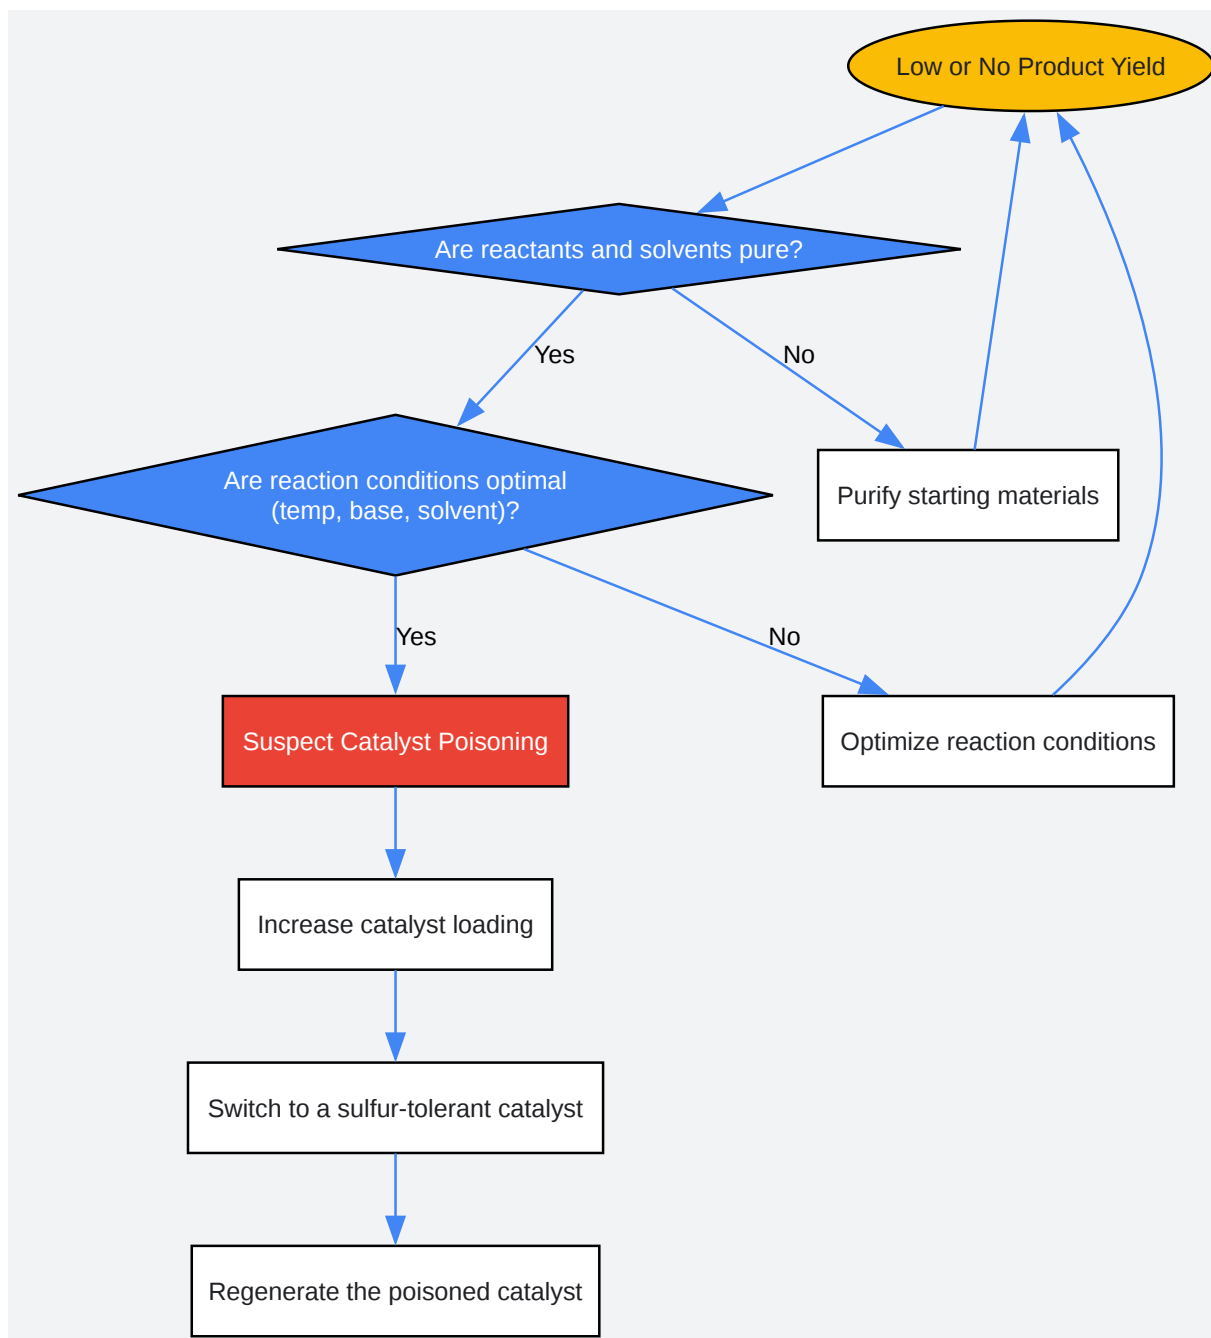 Low or No Product Yield
Are reactants and solvents pure?
Yes
No
Are reaction conditions optimal
(temp, base, solvent)?
Purify starting materials
Yes
No
Suspect Catalyst Poisoning
Optimize reaction conditions
Increase catalyst loading
Switch to a sulfur-tolerant catalyst
Regenerate the poisoned catalyst